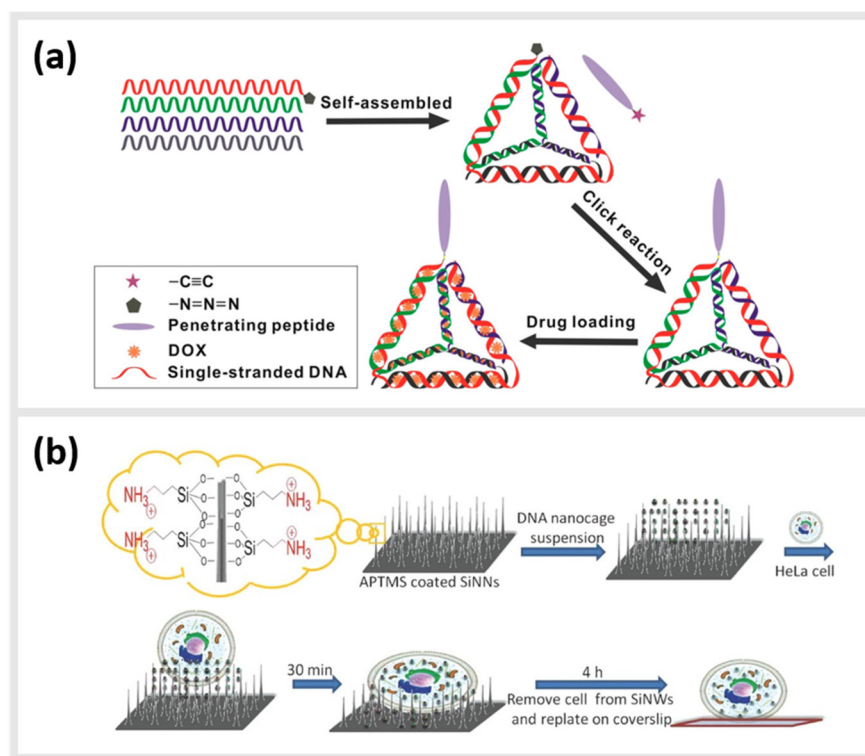 (a)
Self-assembled
Click reaction
Drug loading
–C≡C
–N=N=N
Penetrating peptide
DOX
Single-stranded DNA
(b)
NH3 + Si O O O O Si NH3 +
NH3 + Si O O O O Si NH3 +
APTMS coated SiNNs
DNA nanocage
suspension
HeLa cell
30 min
4 h
Remove cell from SiNWs
and replate on coverslip